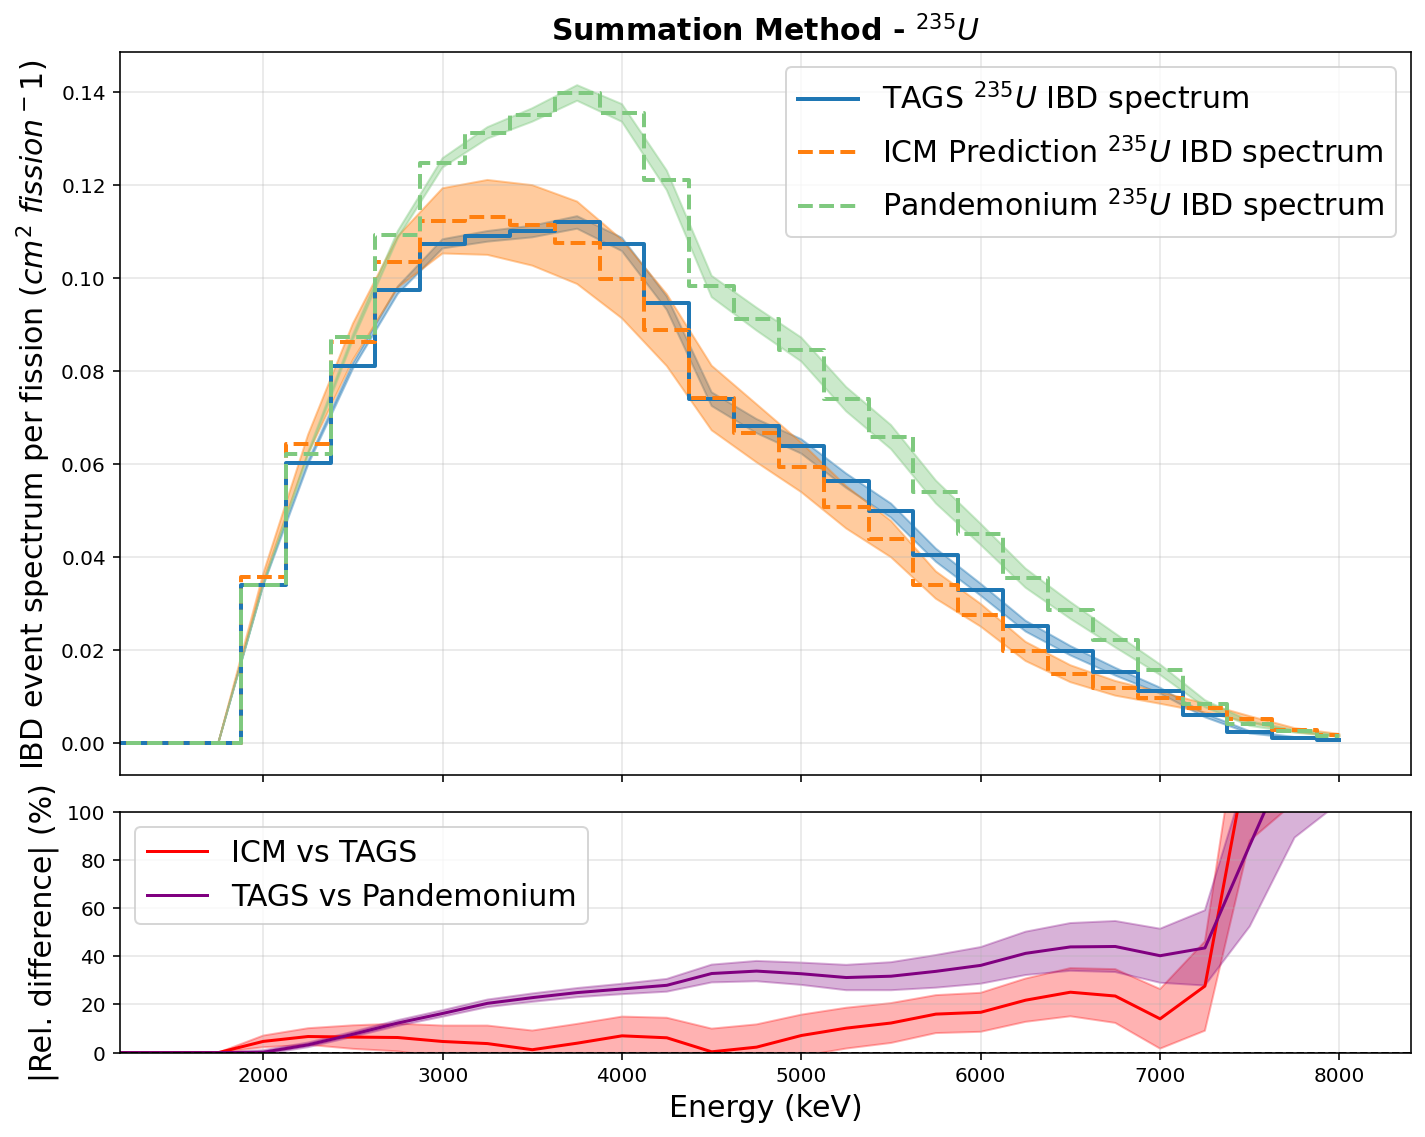 Summation Method - ²³⁵U
IBD event spectrum per fission (cm² fission⁻1)
0.14
0.12
0.10
0.08
0.06
0.04
0.02
0.00
TAGS ²³⁵U IBD spectrum
ICM Prediction ²³⁵U IBD spectrum
Pandemonium ²³⁵U IBD spectrum
|Rel. difference| (%)
100
80
60
40
20
0
ICM vs TAGS
TAGS vs Pandemonium
2000 3000 4000 5000 6000 7000 8000
Energy (keV)